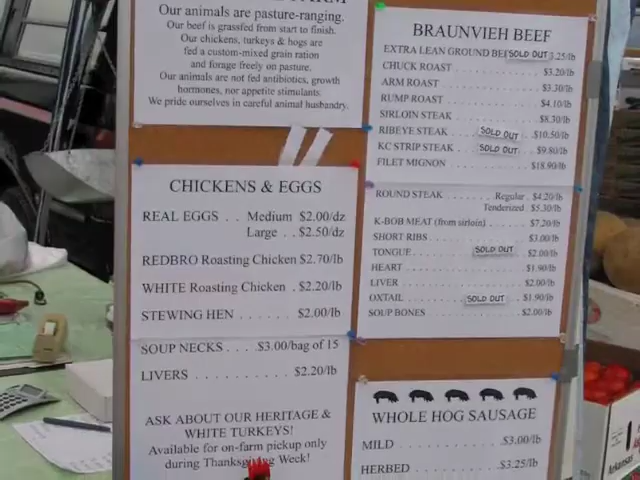 Our animals are pasture-ranging.
Our beef is grassfed from start to finish.
Our chickens, turkeys & hogs are
fed a custom-mixed grain ration
and forage freely on pasture.
Our animals are not fed antibiotics, growth
hormones, nor appetite stimulants.
We pride ourselves in careful animal husbandry.
CHICKENS & EGGS
REAL EGGS . . Medium $2.00/dz
Large . . $2.50/dz
REDBRO Roasting Chicken $2.70/lb
WHITE Roasting Chicken . $2.20/lb
STEWING HEN . . . . . . $2.00/lb
SOUP NECKS . . . . $3.00/bag of 15
LIVERS . . . . . . . . . . $2.20/lb
ASK ABOUT OUR HERITAGE &
WHITE TURKEYS!
Available for on-farm pickup only
during Thanksgiving Week!
BRAUNVIEH BEEF
EXTRA LEAN GROUND SOLD OUT .25/lb
CHUCK ROAST . . . . . . . . $3.20/lb
ARM ROAST . . . . . . . . . $3.30/lb
RUMP ROAST . . . . . . . . $4.10/lb
SIRLOIN STEAK . . . . . . . $8.30/lb
RIBEYE STEAK . . SOLD OUT . . $10.50/lb
KC STRIP STEAK . . SOLD OUT . . $9.80/lb
FILET MIGNON . . . . . . . $18.90/lb
ROUND STEAK . . . . . . Regular . $4.20/lb
Tenderized . $5.30/lb
K-BOB MEAT (from sirloin) . . . . $7.20/lb
SHORT RIBS . . . . . . . . . $3.00/lb
TONGUE . . . SOLD OUT . . . $2.00/lb
HEART . . . . . . . . . . $1.90/lb
LIVER . . . . . . . . . . $2.00/lb
OXTAIL . . . SOLD OUT . . $1.90/lb
SOUP BONES . . . . . . . . $2.00/lb
WHOLE HOG SAUSAGE
MILD . . . . . . . . . . $3.00/lb
HERBED . . . . . . . . . $3.25/lb
Arkansas